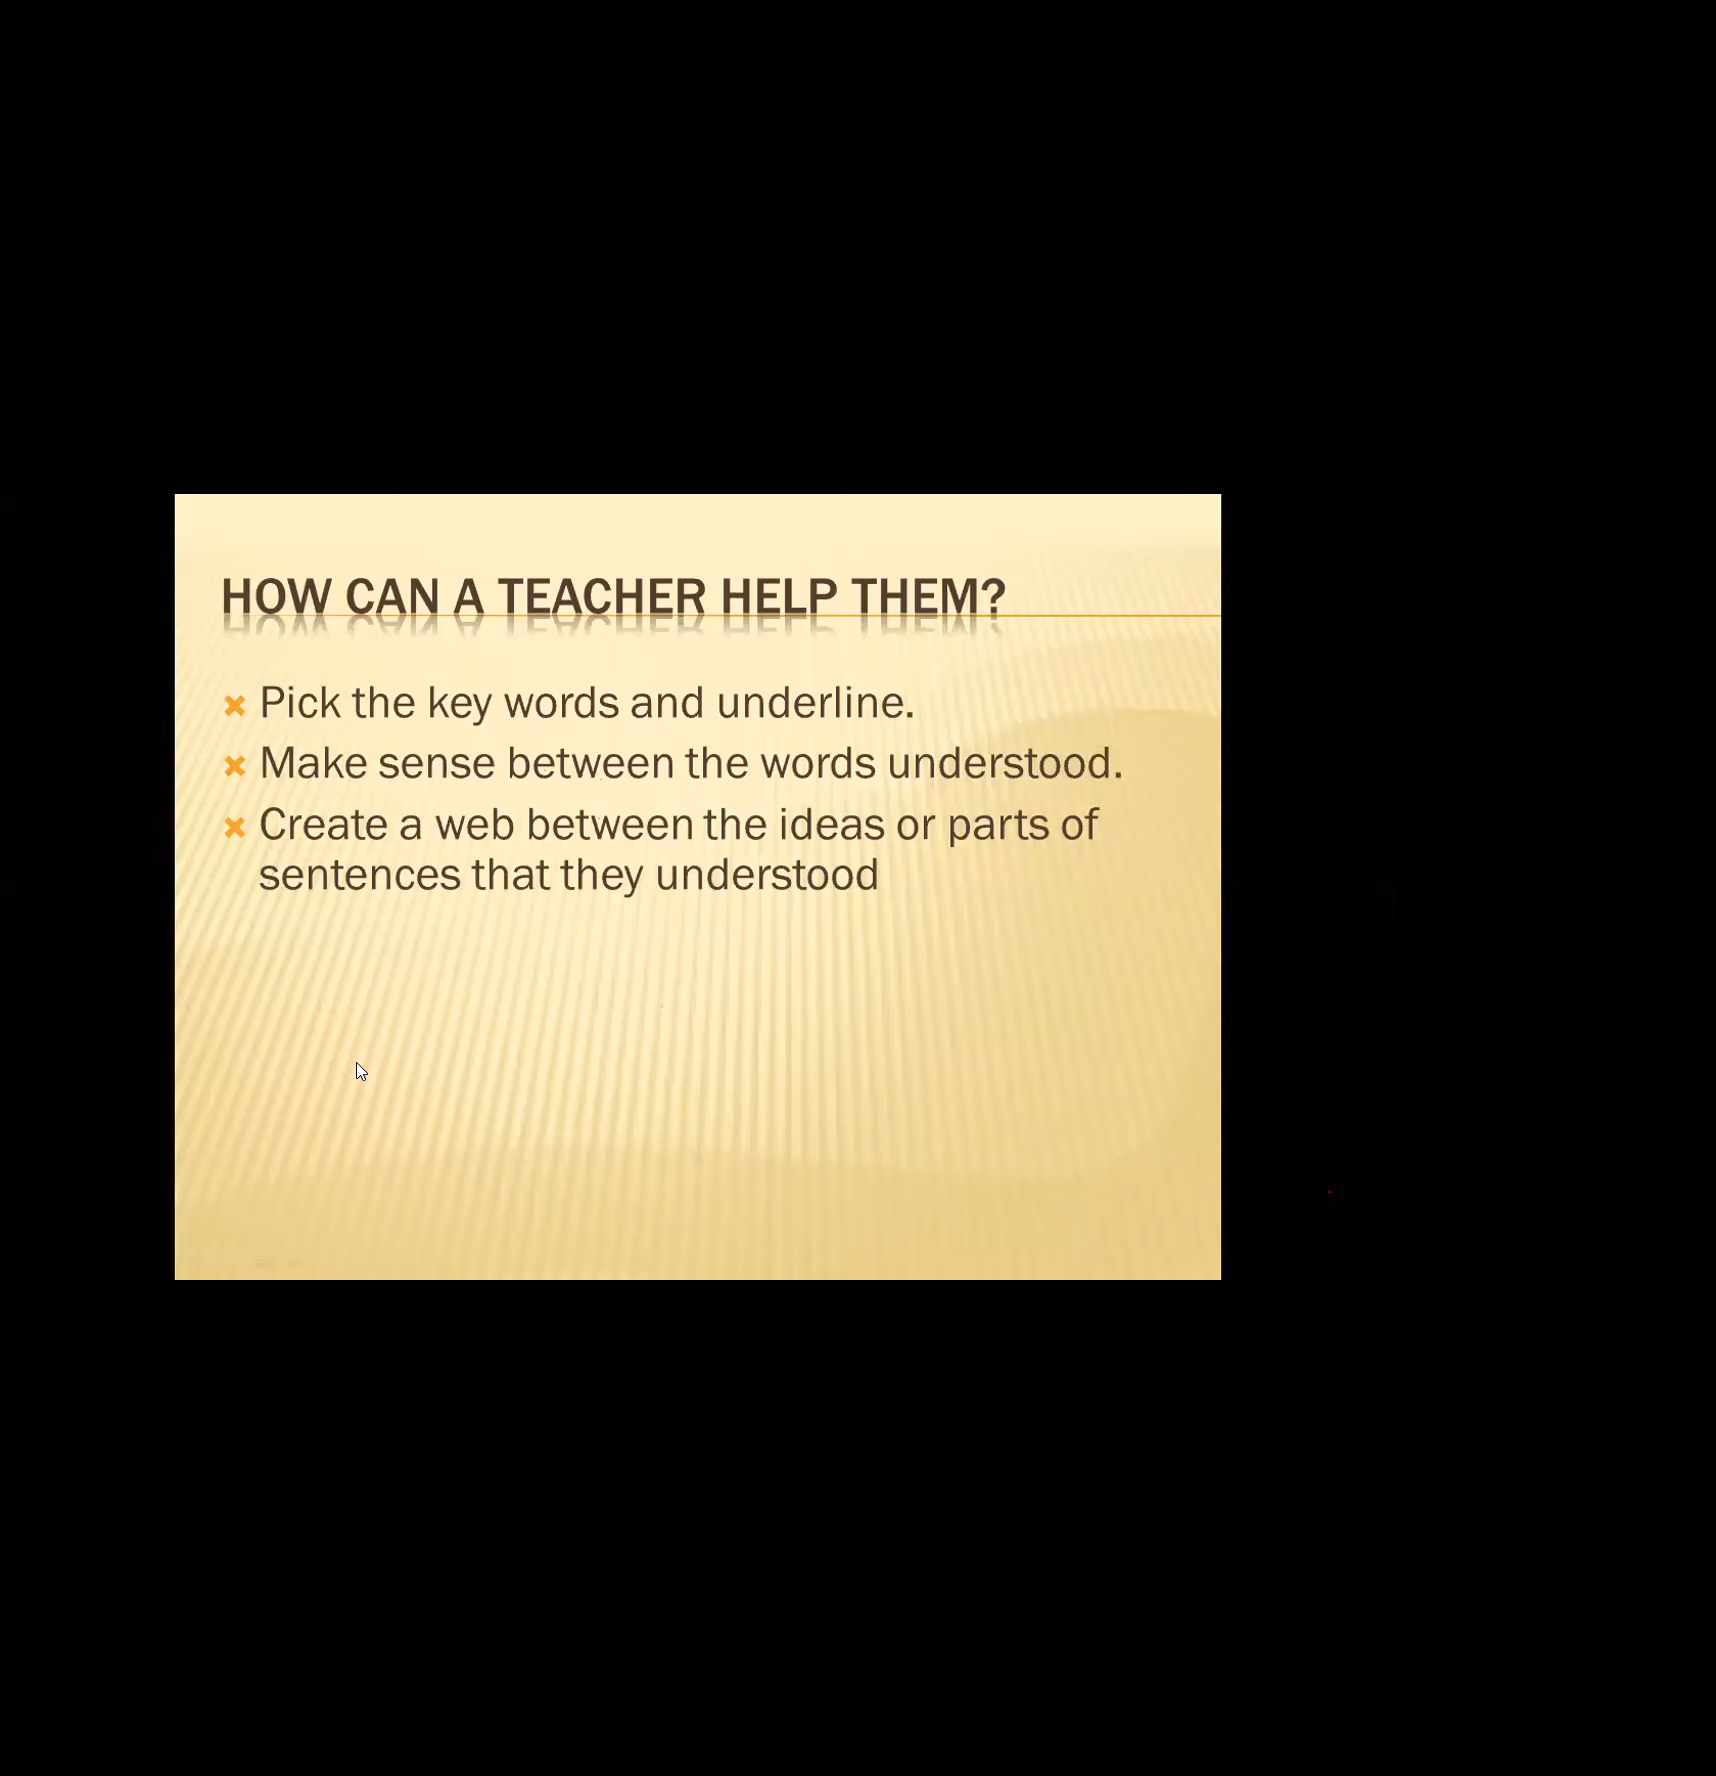 HOW CAN A TEACHER HELP THEM?
Pick the key words and underline.
Make sense between the words understood.
Create a web between the ideas or parts of
sentences that they understood